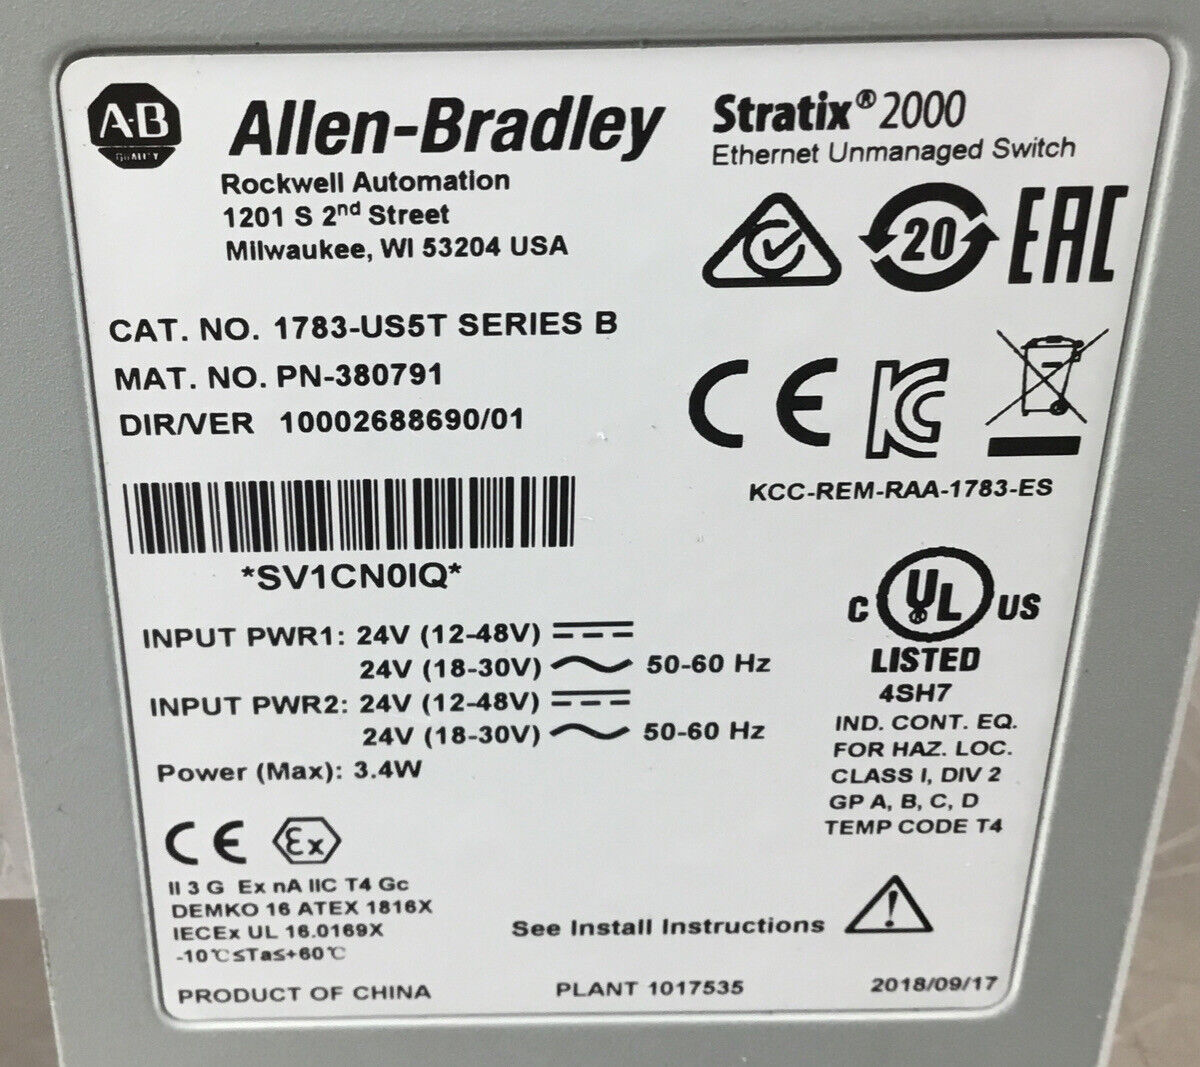 A-B
QUALITY
Allen-Bradley
Rockwell Automation
1201 S 2nd Street
Milwaukee, WI 53204 USA
Stratix® 2000
Ethernet Unmanaged Switch
20
EAC
CAT. NO. 1783-US5T SERIES B
MAT. NO. PN-380791
DIR/VER 10002688690/01
CE
KC
KCC-REM-RAA-1783-ES
*SV1CN0IQ*
C UL® US
LISTED
4SH7
IND. CONT. EQ.
FOR HAZ. LOC.
CLASS I, DIV 2
GP A, B, C, D
TEMP CODE T4
INPUT PWR1: 24V (12-48V)
24V (18-30V) 50-60 Hz
INPUT PWR2: 24V (12-48V)
24V (18-30V) 50-60 Hz
Power (Max): 3.4W
CE Ex
II 3 G Ex nA IIC T4 Gc
DEMKO 16 ATEX 1816X
IECEx UL 16.0169X
-10℃≤Ta≤+60℃
See Install Instructions !
PRODUCT OF CHINA
PLANT 1017535
2018/09/17